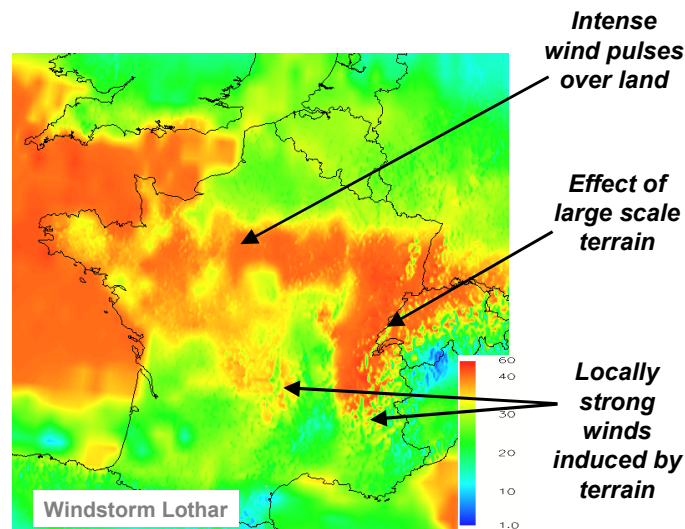 Intense
wind pulses
over land
Effect of
large scale
terrain
60
40
30
20
10
1.0
Locally
strong
winds
induced by
terrain
Windstorm Lothar